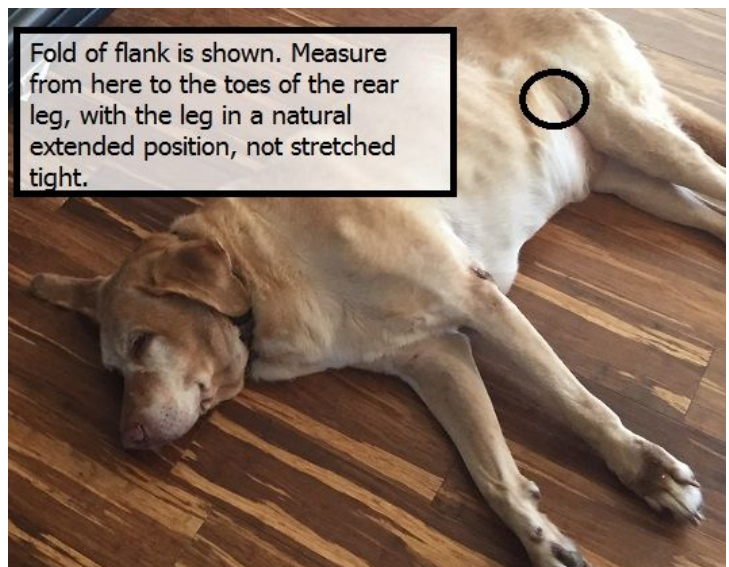 Fold of flank is shown. Measure
from here to the toes of the rear
leg, with the leg in a natural
extended position, not stretched
tight.